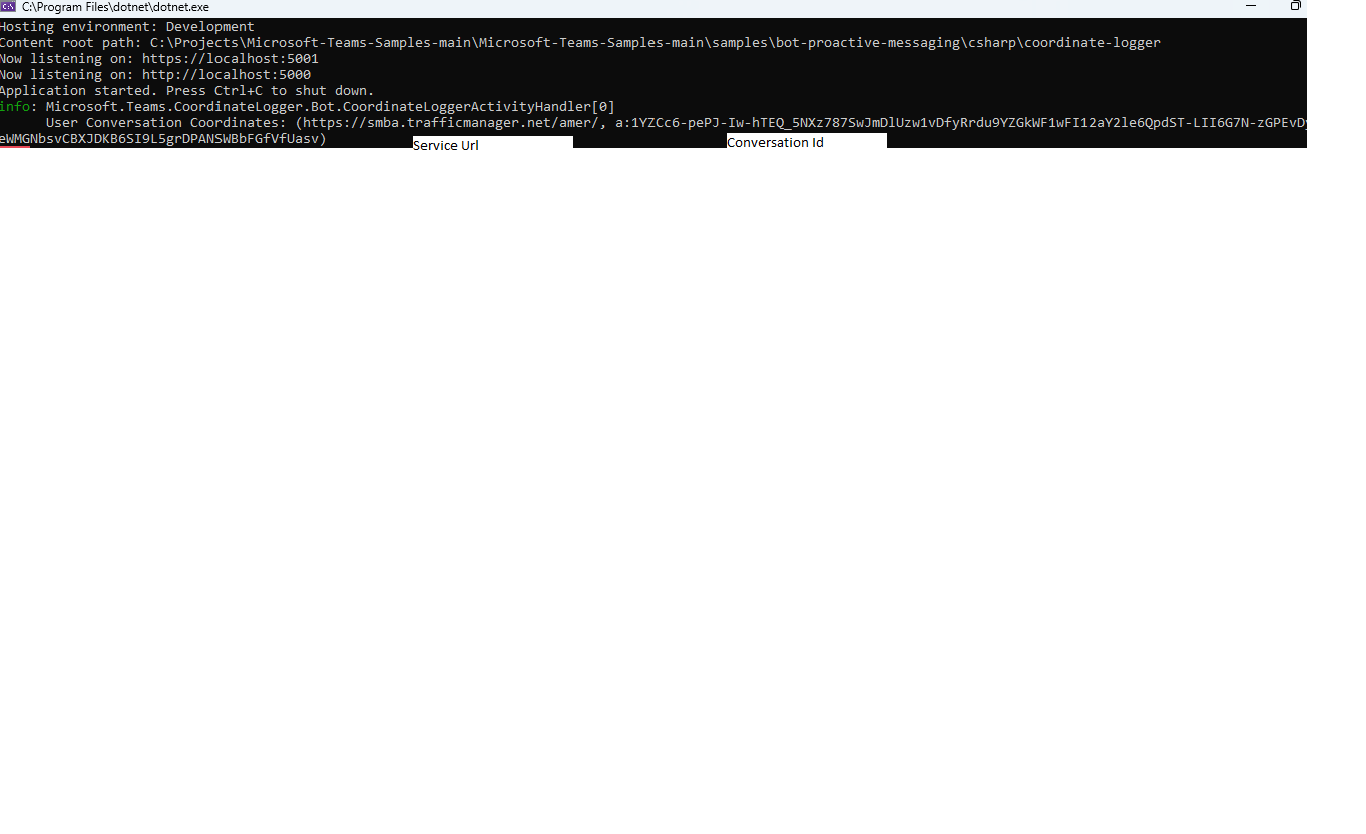 C:\Program Files\dotnet\dotnet.exe
Hosting environment: Development
Content root path: C:\Projects\Microsoft-Teams-Samples-main\Microsoft-Teams-Samples-main\samples\bot-proactive-messaging\csharp\coordinate-logger
Now listening on: https://localhost:5001
Now listening on: http://localhost:5000
Application started. Press Ctrl+C to shut down.
info: Microsoft.Teams.CoordinateLogger.Bot.CoordinateLoggerActivityHandler[0]
User Conversation Coordinates: (https://smba.trafficmanager.net/amer/, a:1YZCc6-pePJ-Iw-hTEQ_5NXz787SwJmDlUzw1vDfyRrdu9YZGkWF1wFI12aY2le6QpdST-LII6G7N-zGPEvDy
eWMGNbsvCBXJDKB6SI9L5grDPANSWBbFGfVfUasv)
Service Url
Conversation Id